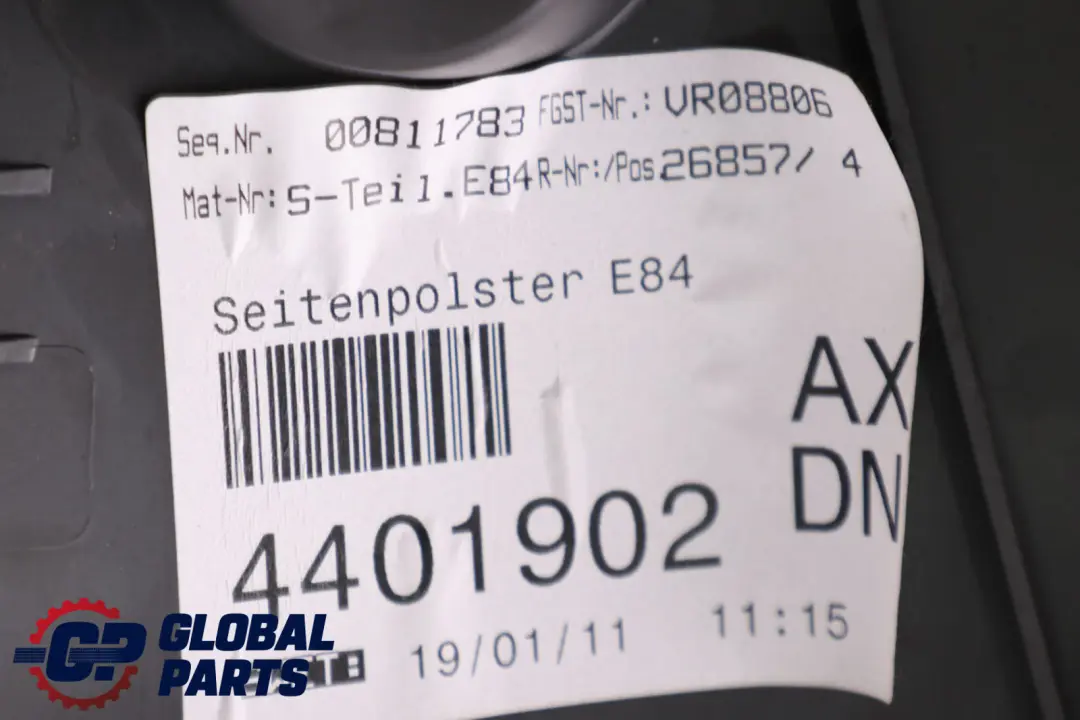 Seq.Nr. 00811783 FGST-Nr.: VR08806
Mat-Nr: S-Teil.E84 R-Nr:/Pos. 26857/ 4
Seitenpolster E84
AX
DN
4401902
19/01/11 11:15
GP GLOBAL
PARTS